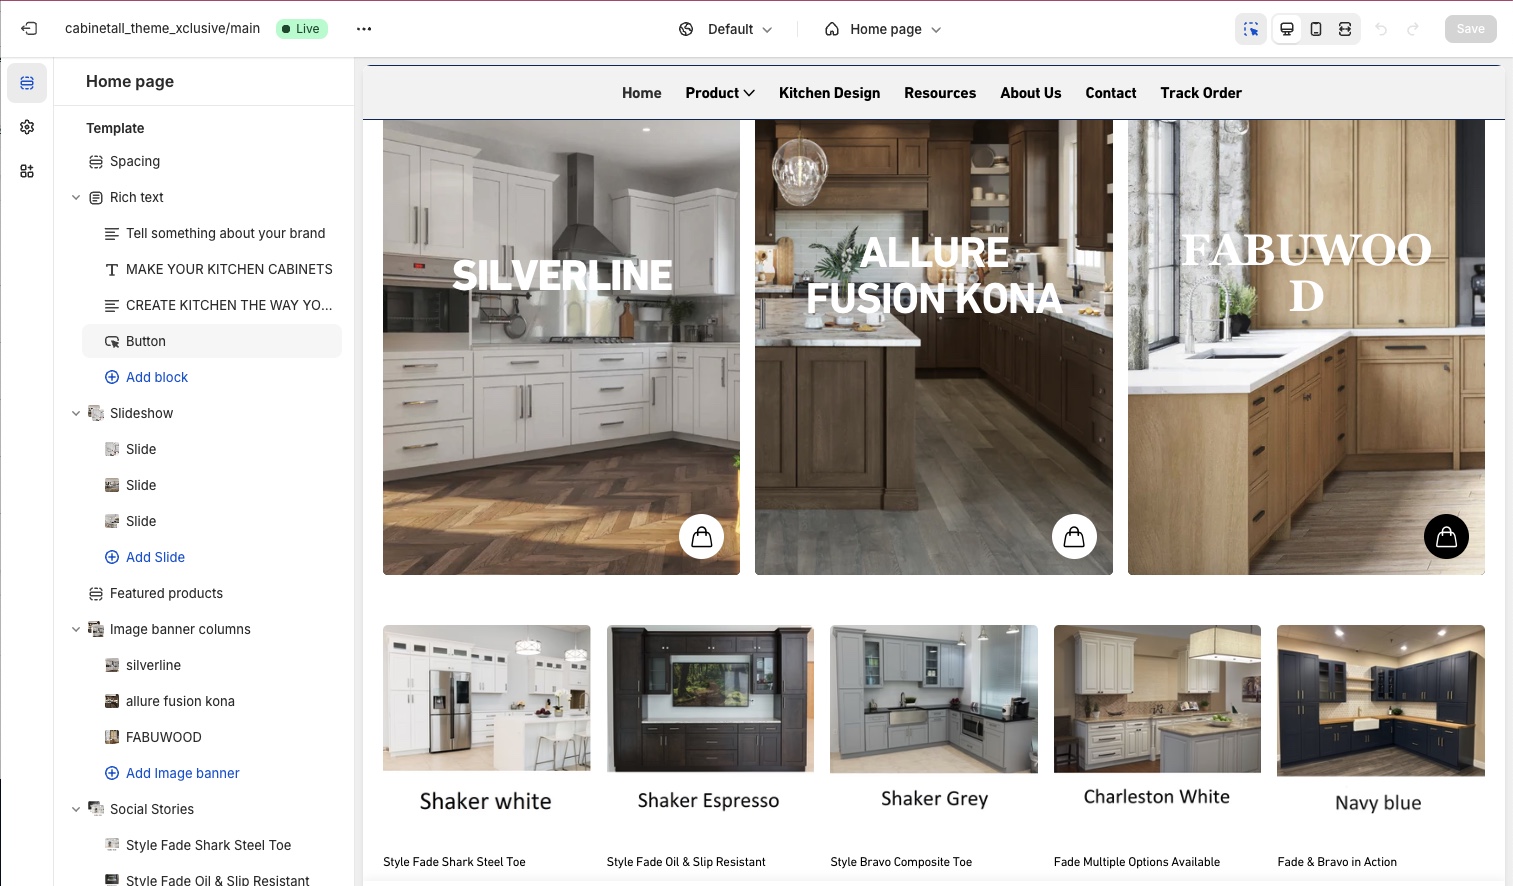 cabinetall_theme_xclusive/main
Live
Default
Home page
Save
Home page
Template
Spacing
Rich text
Tell something about your brand
MAKE YOUR KITCHEN CABINETS
CREATE KITCHEN THE WAY YO...
Button
Add block
Slideshow
Slide
Slide
Slide
Add Slide
Featured products
Image banner columns
silverline
allure fusion kona
FABUWOOD
Add Image banner
Social Stories
Style Fade Shark Steel Toe
Style Fade Oil & Slip Resistant
Home Product Kitchen Design Resources About Us Contact Track Order
SILVERLINE
ALLURE
FUSION KONA
FABUWOO
D
Shaker white
Shaker Espresso
Shaker Grey
Charleston White
Navy blue
Style Fade Shark Steel Toe
Style Fade Oil & Slip Resistant
Style Bravo Composite Toe
Fade Multiple Options Available
Fade & Bravo in Action